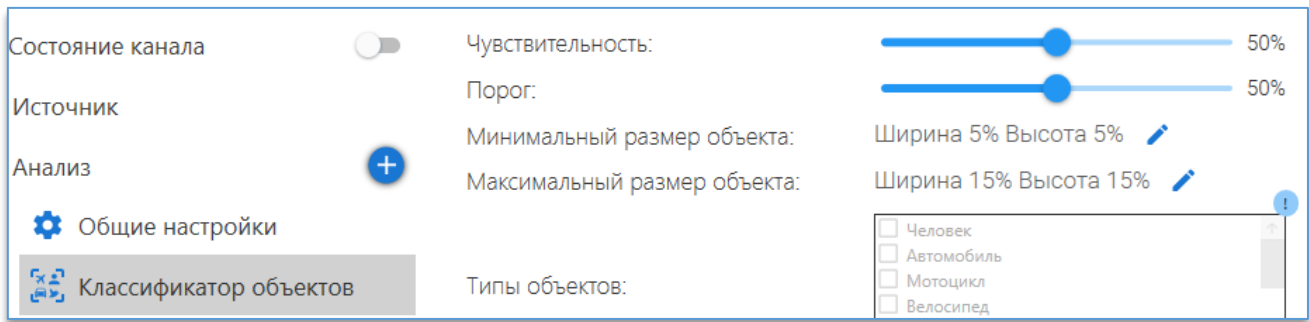 Состояние канала
Источник
Анализ
Общие настройки
Классификатор объектов
Чувствительность: 50%
Порог: 50%
Минимальный размер объекта: Ширина 5% Высота 5%
Максимальный размер объекта: Ширина 15% Высота 15%
!
Типы объектов:
Человек
Автомобиль
Мотоцикл
Велосипед